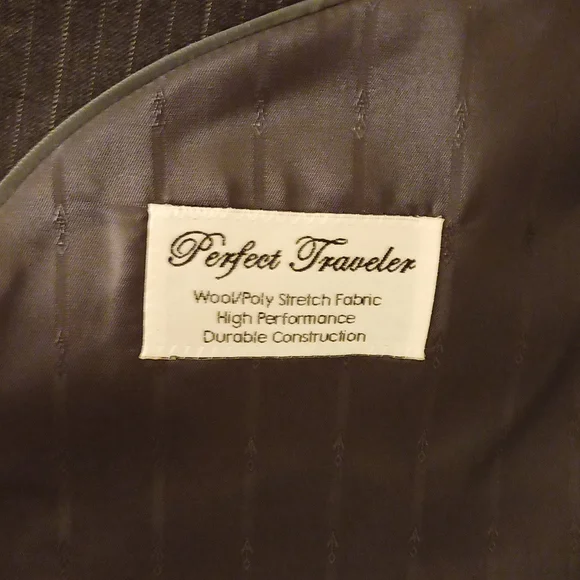 Perfect Traveler
Wool/Poly Stretch Fabric
High Performance
Durable Construction